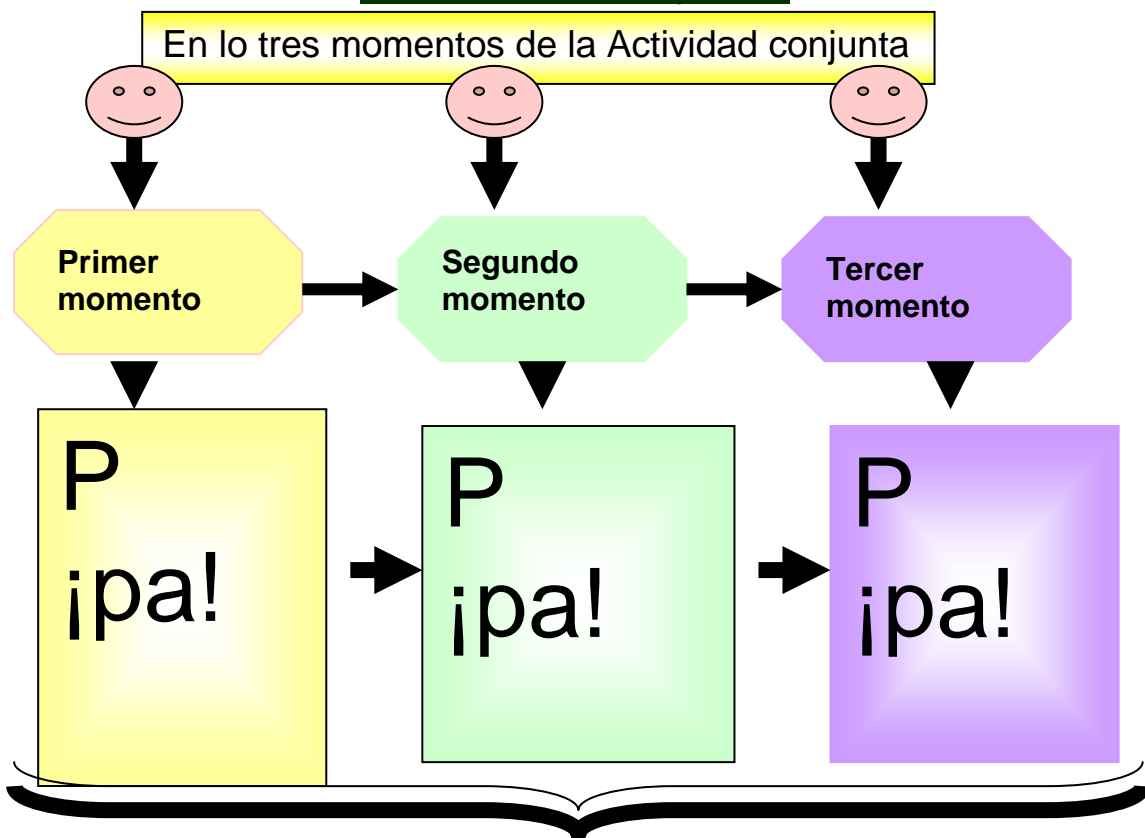 En lo tres momentos de la Actividad conjunta
Primer
momento
Segundo
momento
Tercer
momento
P
¡pa!
P
¡pa!
P
¡pa!